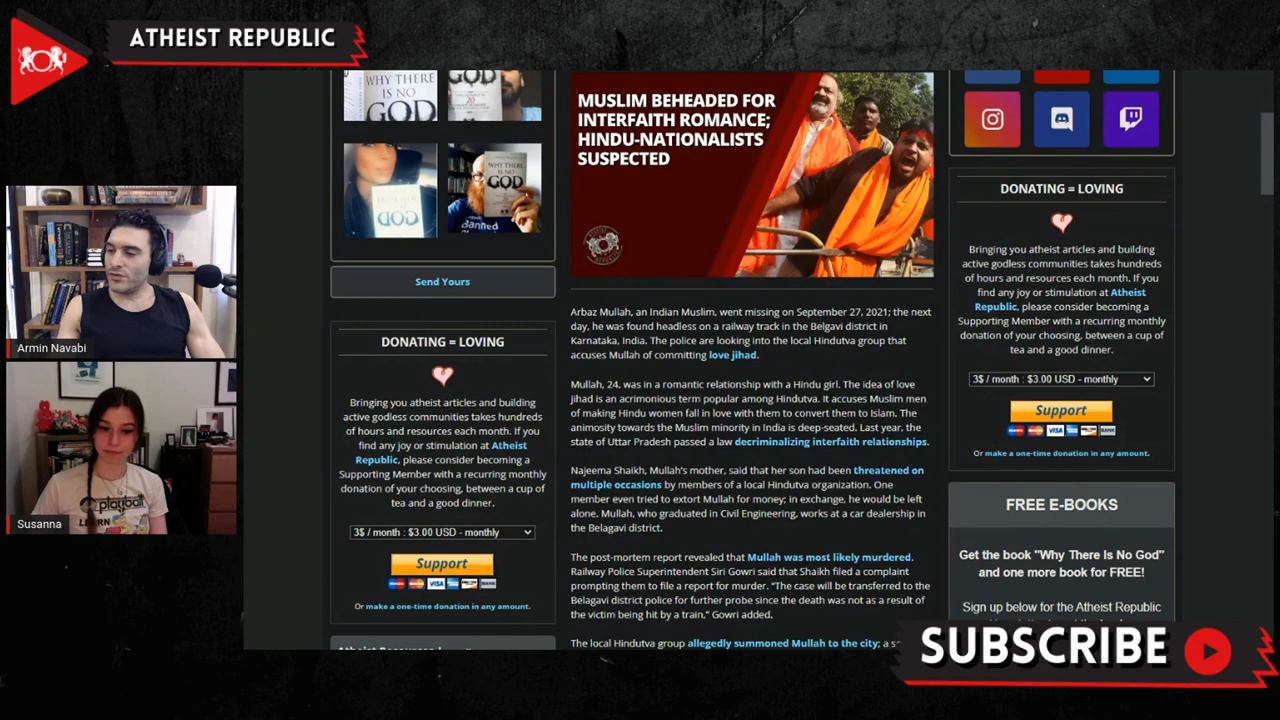 ATHEIST REPUBLIC
WHY THERE
IS NO
GOD
GOD
20
GOD
WHY THERE
IS NO
GOD
Banned
Send Yours
DONATING = LOVING
Bringing you atheist articles and building
active godless communities takes hundreds
of hours and resources each month. If you
find any joy or stimulation at Atheist
Republic, please consider becoming a
Supporting Member with a recurring monthly
donation of your choosing, between a cup of
tea and a good dinner.
3$ / month : $3.00 USD - monthly
Support
VISA
BANK
Or make a one-time donation in any amount.
MUSLIM BEHEADED FOR
INTERFAITH ROMANCE;
HINDU-NATIONALISTS
SUSPECTED
Arbaz Mullah, an Indian Muslim, went missing on September 27, 2021; the next
day, he was found headless on a railway track in the Belgavi district in
Karnataka, India. The police are looking into the local Hindutva group that
accuses Mullah of committing love jihad.
Mullah, 24, was in a romantic relationship with a Hindu girl. The idea of love
jihad is an acrimonious term popular among Hindutva. It accuses Muslim men
of making Hindu women fall in love with them to convert them to Islam. The
animosity towards the Muslim minority in India is deep-seated. Last year, the
state of Uttar Pradesh passed a law decriminalizing interfaith relationships.
Najeema Shaikh, Mullah's mother, said that her son had been threatened on
multiple occasions by members of a local Hindutva organization. One
member even tried to extort Mullah for money; in exchange, he would be left
alone. Mullah, who graduated in Civil Engineering, works at a car dealership in
the Belagavi district.
The post-mortem report revealed that Mullah was most likely murdered.
Railway Police Superintendent Siri Gowri said that Shaikh filed a complaint
prompting them to file a report for murder. "The case will be transferred to the
Belagavi district police for further probe since the death was not as a result of
the victim being hit by a train," Gowri added.
The local Hindutva group allegedly summoned Mullah to the city; a s
DONATING = LOVING
Bringing you atheist articles and building
active godless communities takes hundreds
of hours and resources each month. If you
find any joy or stimulation at Atheist
Republic, please consider becoming a
Supporting Member with a recurring monthly
donation of your choosing, between a cup of
tea and a good dinner.
3$ / month : $3.00 USD - monthly
Support
VISA
BANK
Or make a one-time donation in any amount.
FREE E-BOOKS
Get the book "Why There Is No God"
and one more book for FREE!
Sign up below for the Atheist Republic
Armin Navabi
Susanna
playball
LEARN
SUBSCRIBE